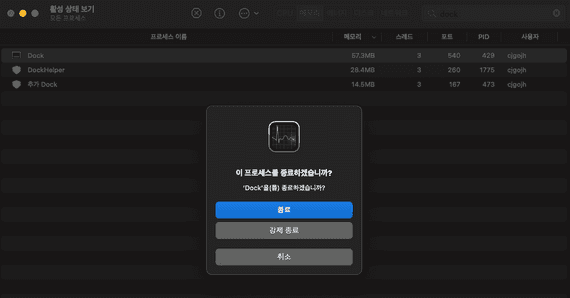 활성 상태 보기
모든 프로세스
프로세스 이름 메모리 스레드 포트 PID 사용자
Dock 57.3MB 3 540 429 cjgojh
DockHelper 28.4MB 3 260 1775 cjgojh
추가 Dock 14.5MB 3 167 473 cjgojh
이 프로세스를 종료하겠습니까?
‘Dock’을(를) 종료하겠습니까?
종료
강제 종료
취소